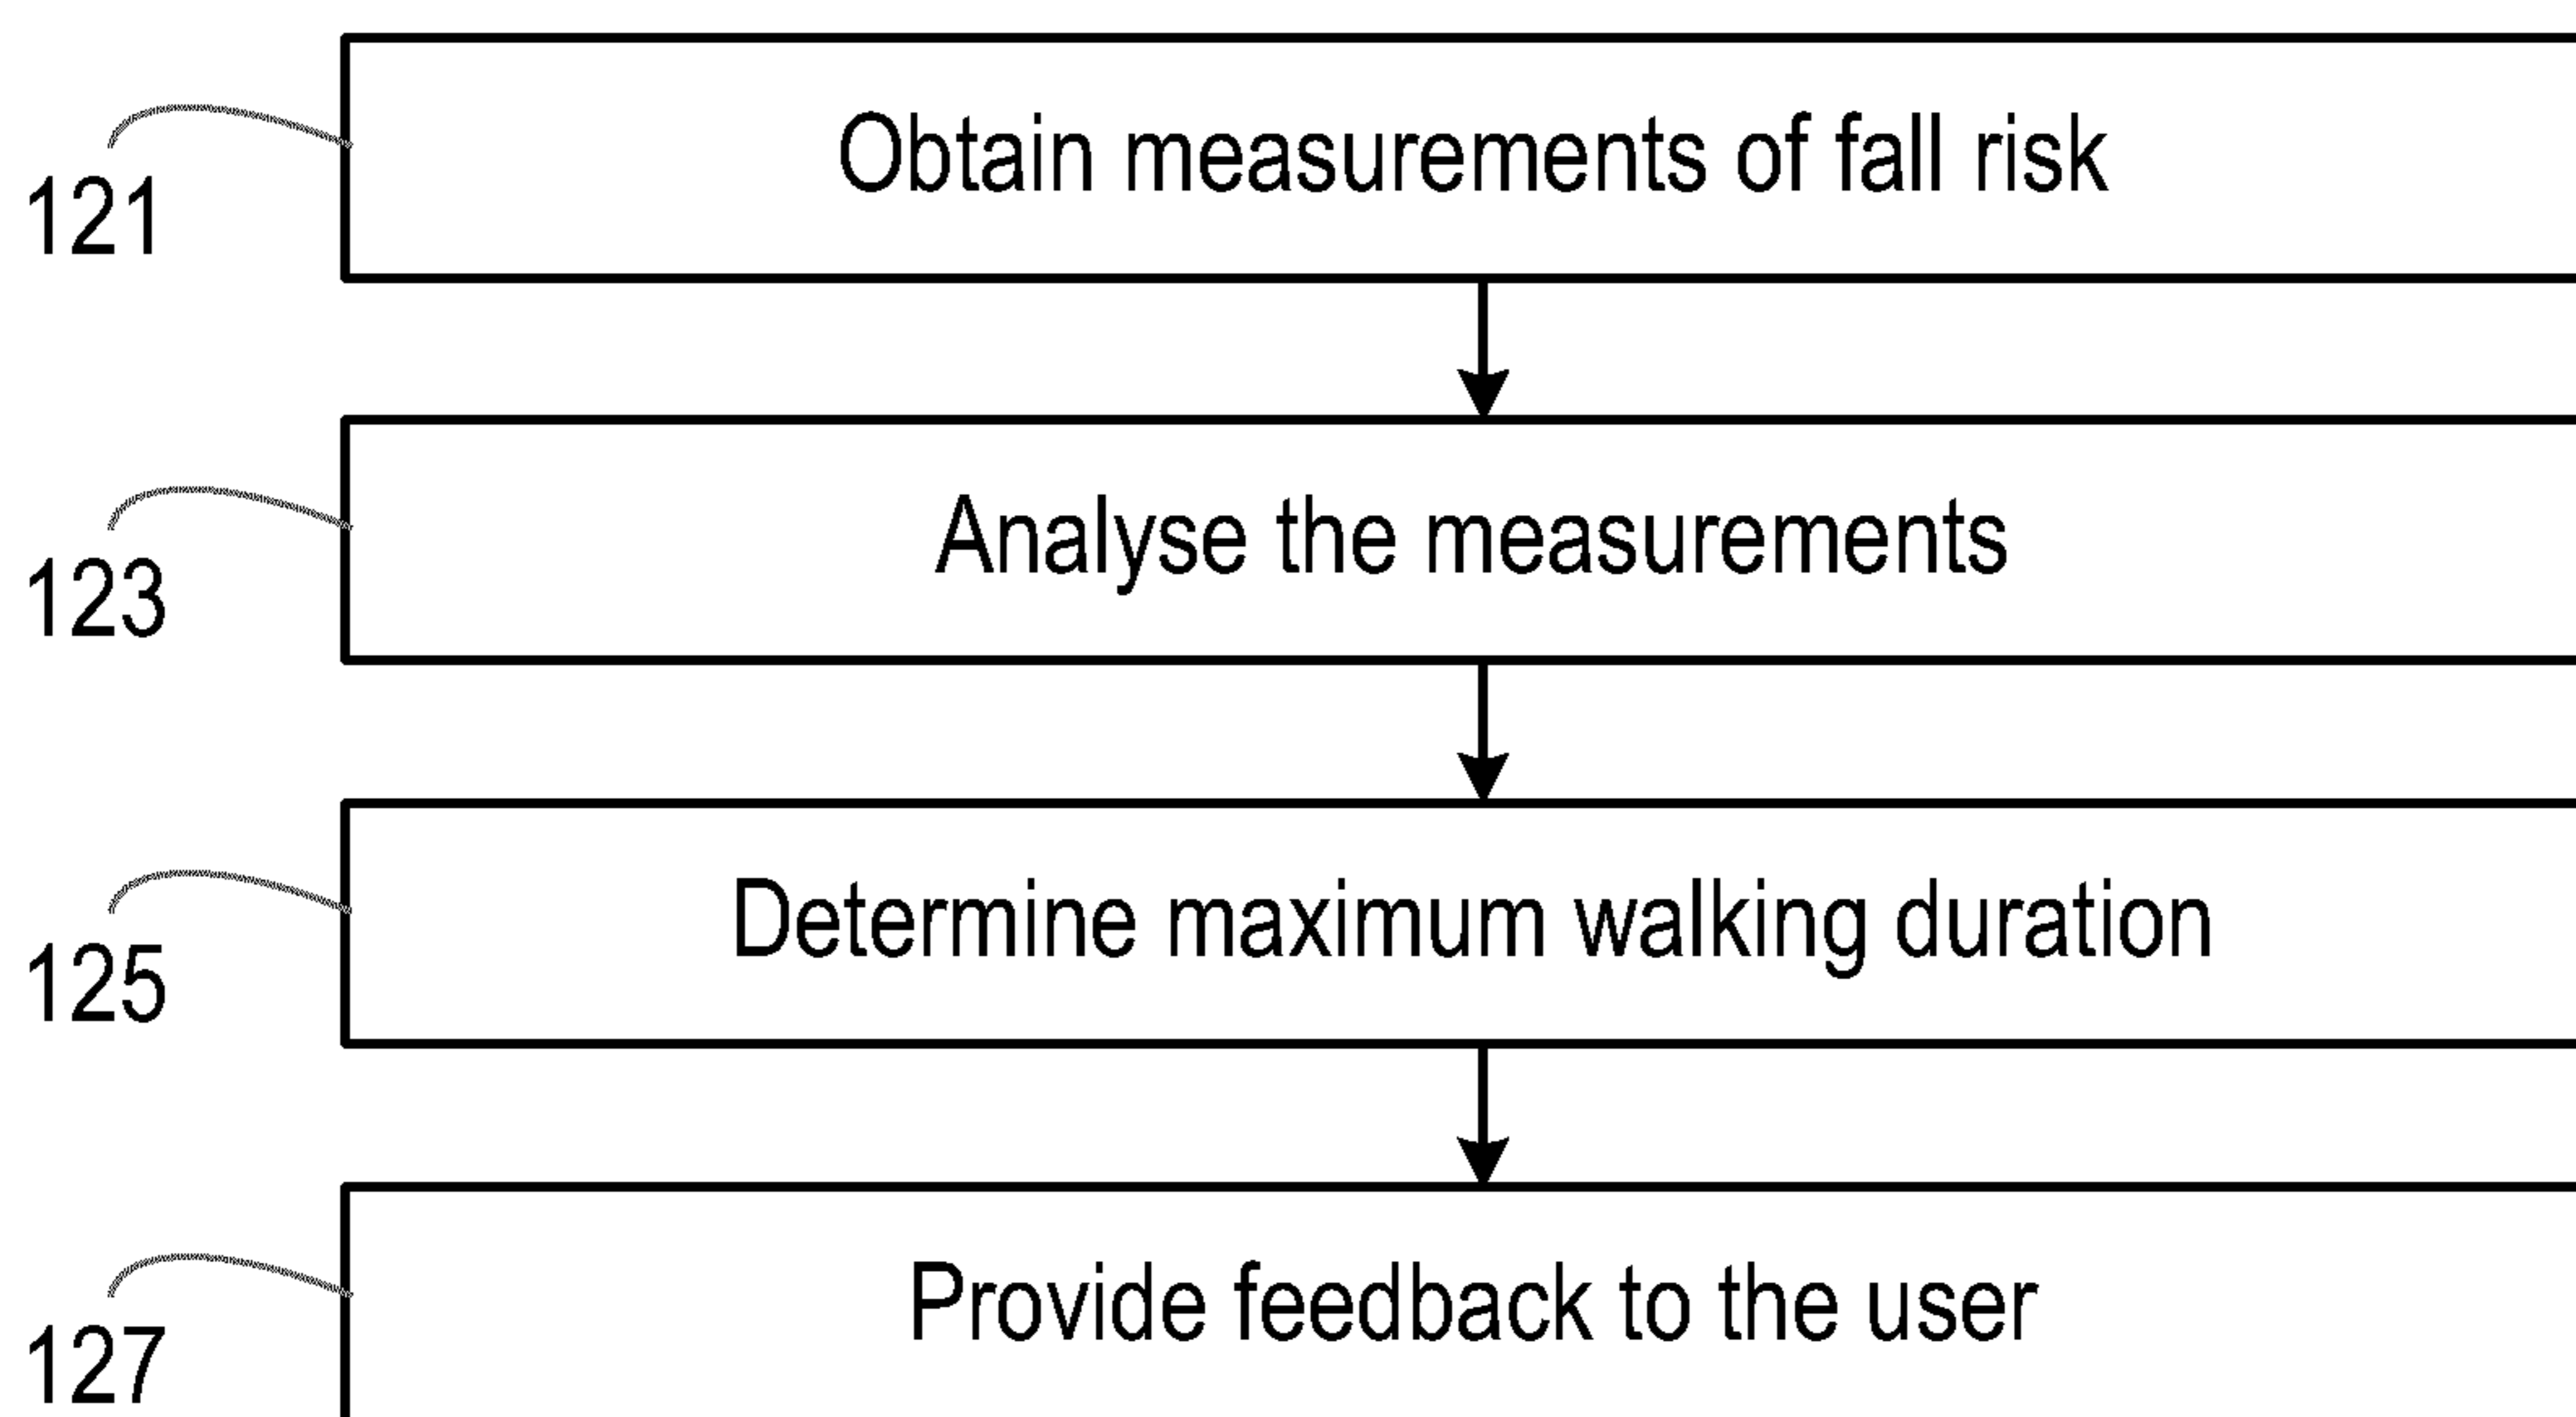 Obtain measurements of fall risk
121
Analyse the measurements
123
Determine maximum walking duration
125
Provide feedback to the user
127